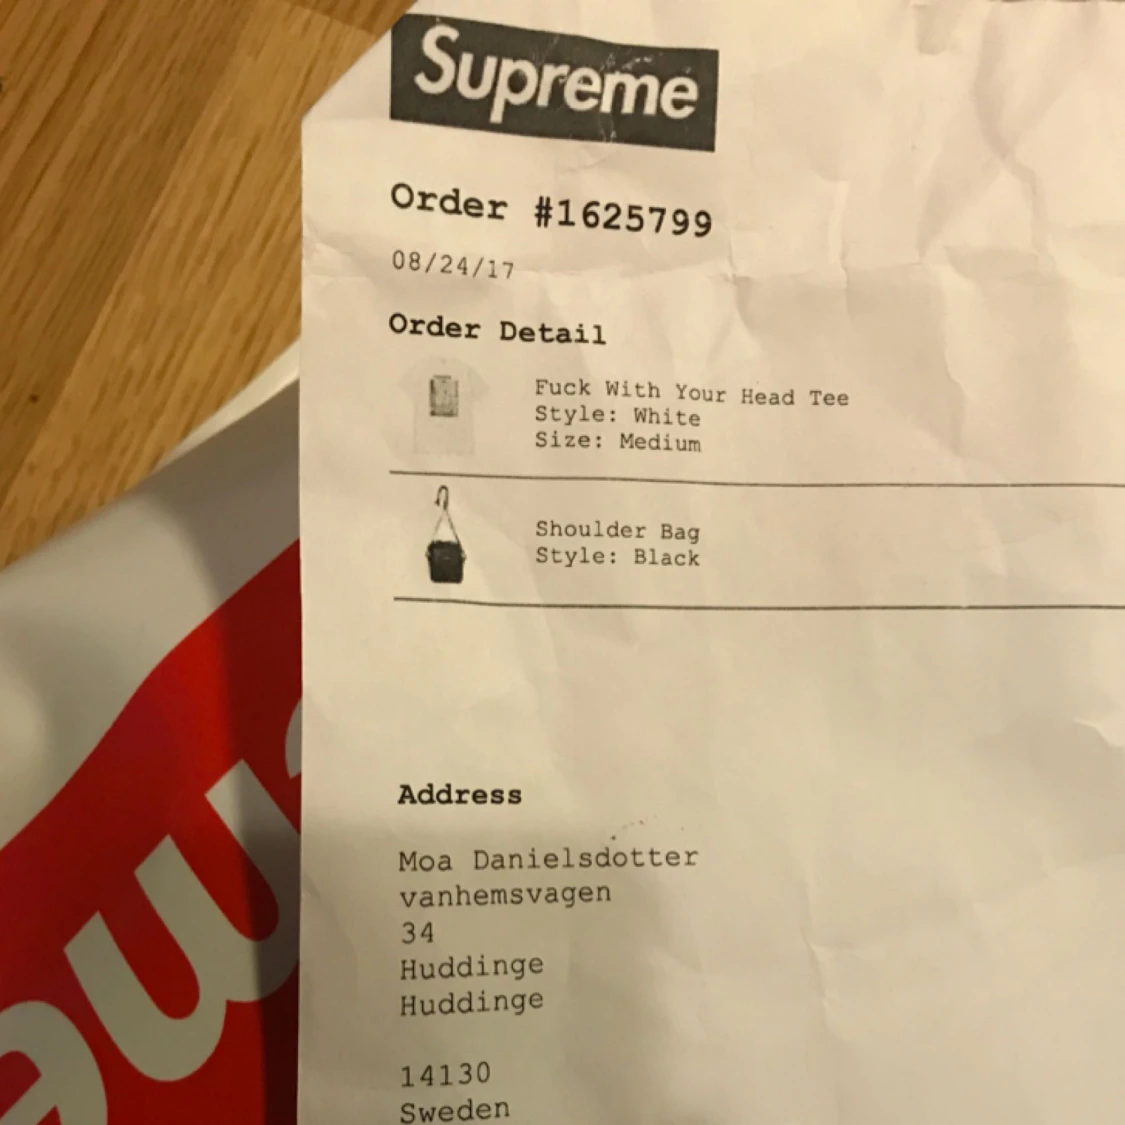 Supreme
Order #1625799
08/24/17
Order Detail
Fuck With Your Head Tee
Style: White
Size: Medium
Shoulder Bag
Style: Black
Address
Moa Danielsdotter
vanhemsvagen
34
Huddinge
Huddinge
14130
Sweden
me